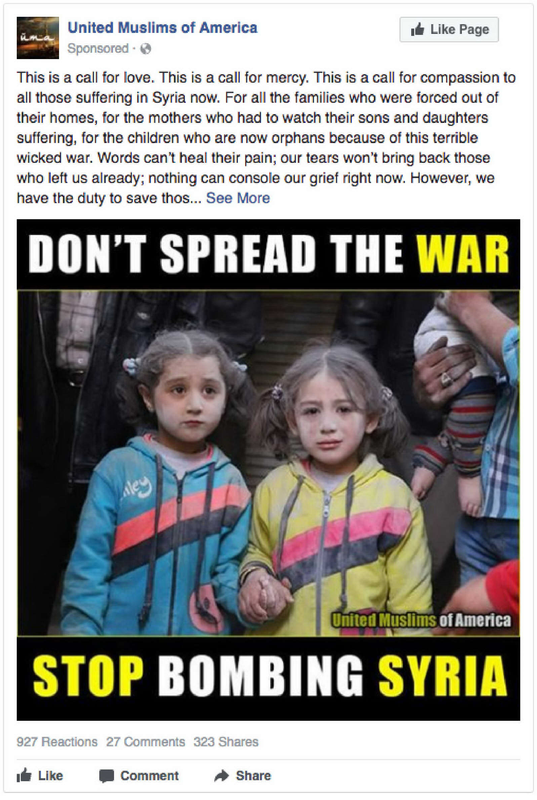 üma
United Muslims of America
Like Page
Sponsored ·
This is a call for love. This is a call for mercy. This is a call for compassion to
all those suffering in Syria now. For all the families who were forced out of
their homes, for the mothers who had to watch their sons and daughters
suffering, for the children who are now orphans because of this terrible
wicked war. Words can't heal their pain; our tears won't bring back those
who left us already; nothing can console our grief right now. However, we
have the duty to save thos... See More
DON'T SPREAD THE WAR
United Muslims of America
STOP BOMBING SYRIA
927 Reactions 27 Comments 323 Shares
Like Comment Share